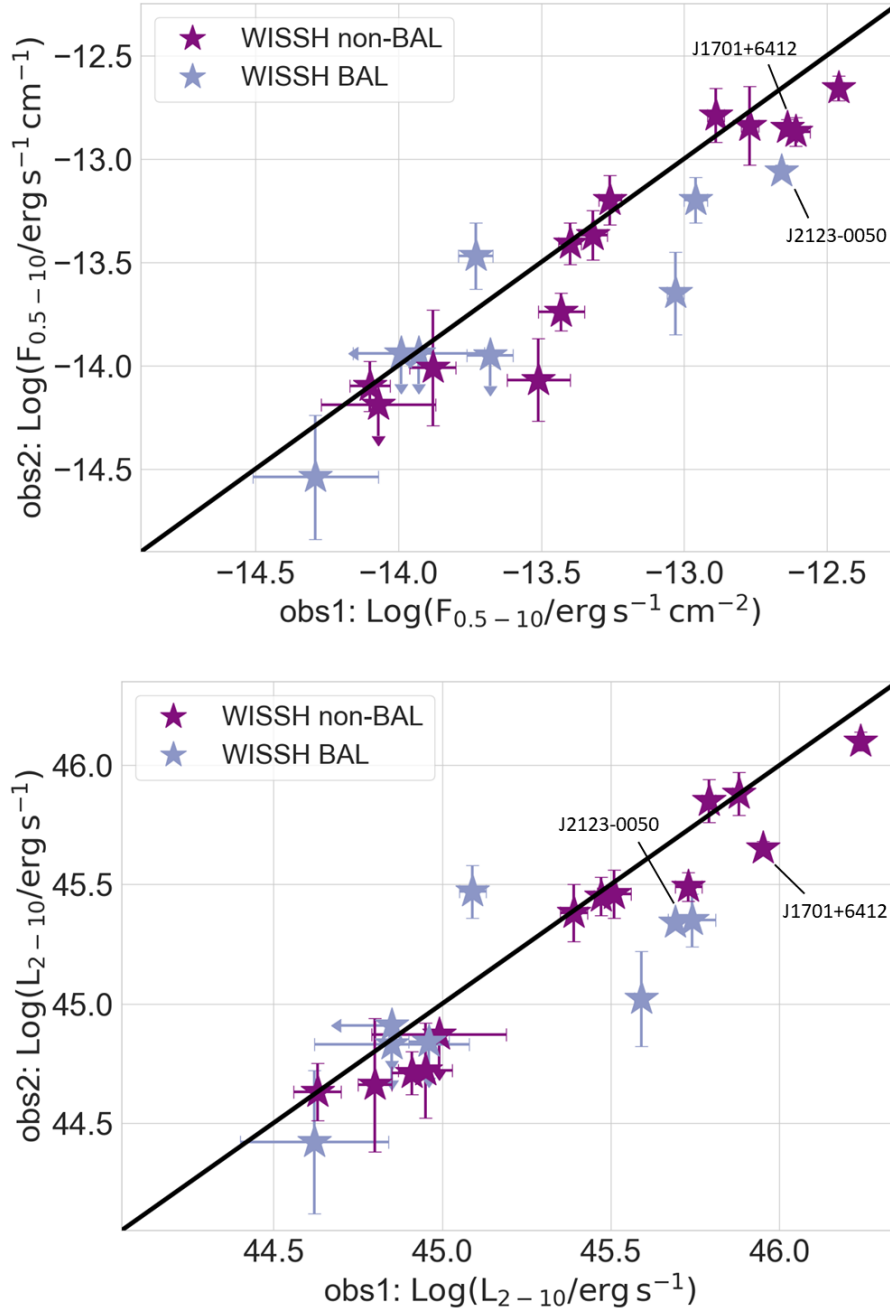 WISSH non-BAL
WISSH BAL
J1701+6412
J2123-0050
−12.5
−13.0
−13.5
−14.0
−14.5
obs2: Log(F₀.₅₋₁₀/erg s⁻¹ cm⁻¹)
−14.5 −14.0 −13.5 −13.0 −12.5
obs1: Log(F₀.₅₋₁₀/erg s⁻¹ cm⁻²)
WISSH non-BAL
WISSH BAL
J2123-0050
J1701+6412
46.0
45.5
45.0
44.5
obs2: Log(L₂₋₁₀/erg s⁻¹)
44.5 45.0 45.5 46.0
obs1: Log(L₂₋₁₀/erg s⁻¹)